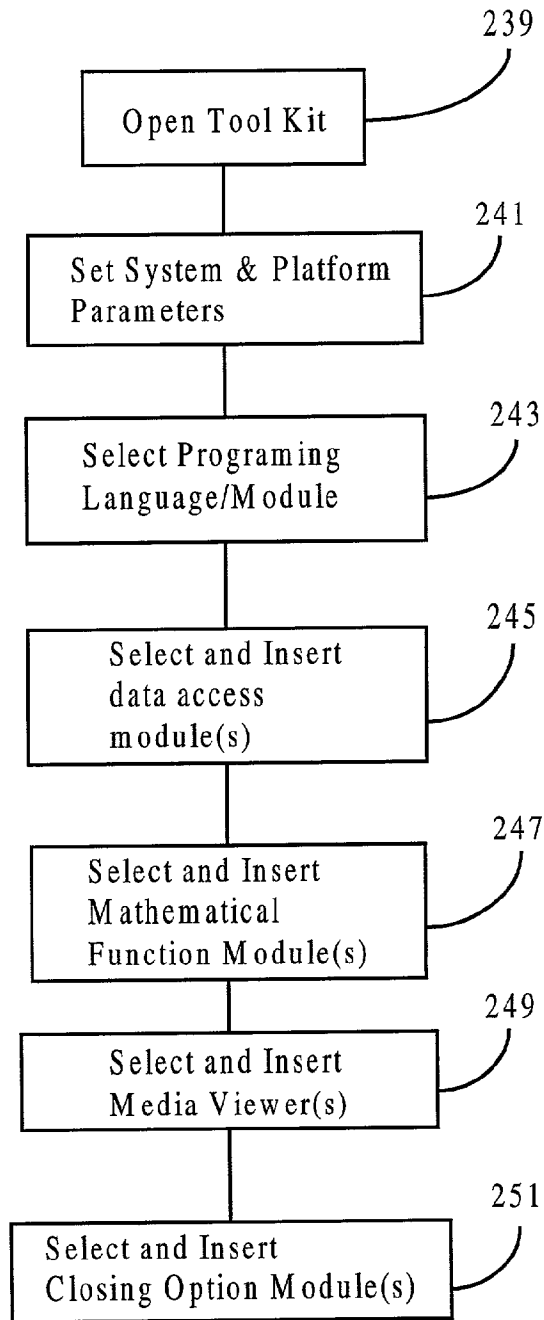 239
Open Tool Kit
241
Set System & Platform
Parameters
243
Select Programing
Language/Module
245
Select and Insert
data access
module(s)
247
Select and Insert
Mathematical
Function Module(s)
249
Select and Insert
Media Viewer(s)
251
Select and Insert
Closing Option Module(s)